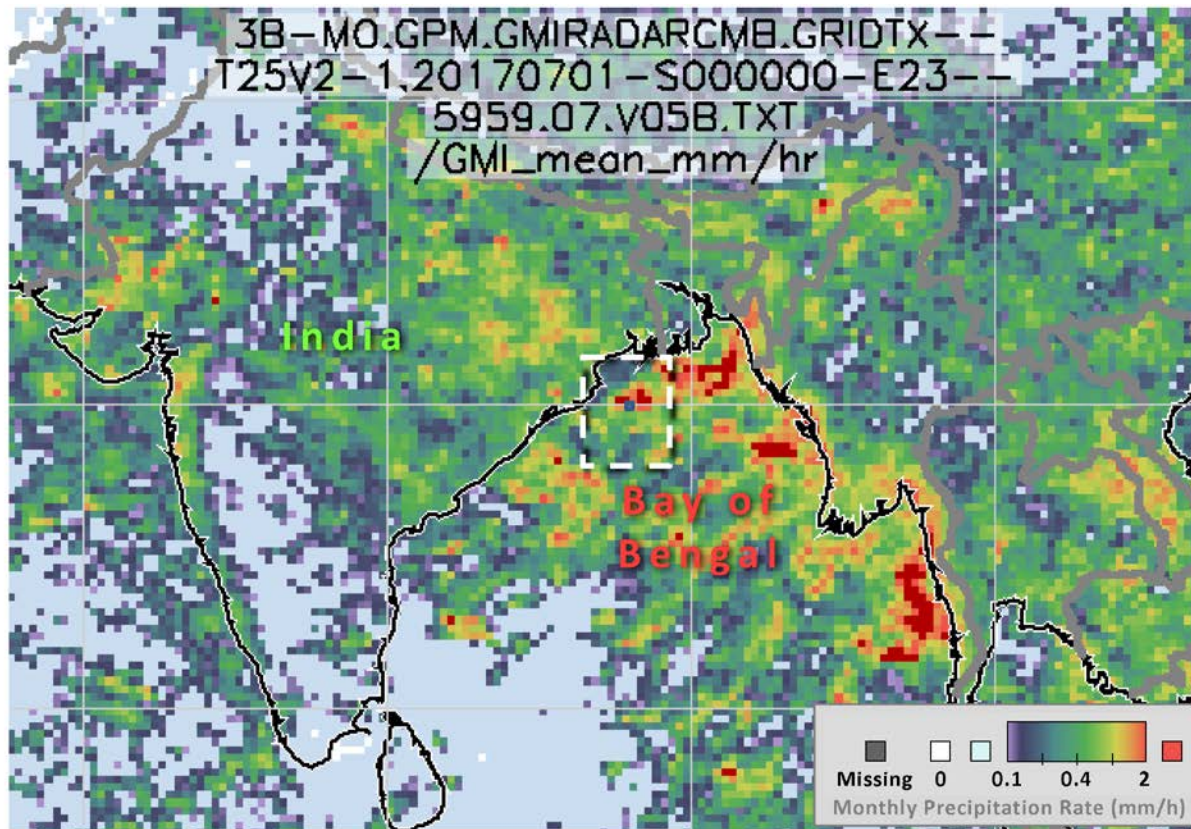 3B-MO.GPM.GMIRADARCMB.GRIDTX--
T25V2-1.20170701-S000000-E23--
5959.07.V05B.TXT
/GMI_mean_mm/hr
India
Bay of
Bengal
Missing 0 0.1 0.4 2
Monthly Precipitation Rate (mm/h)